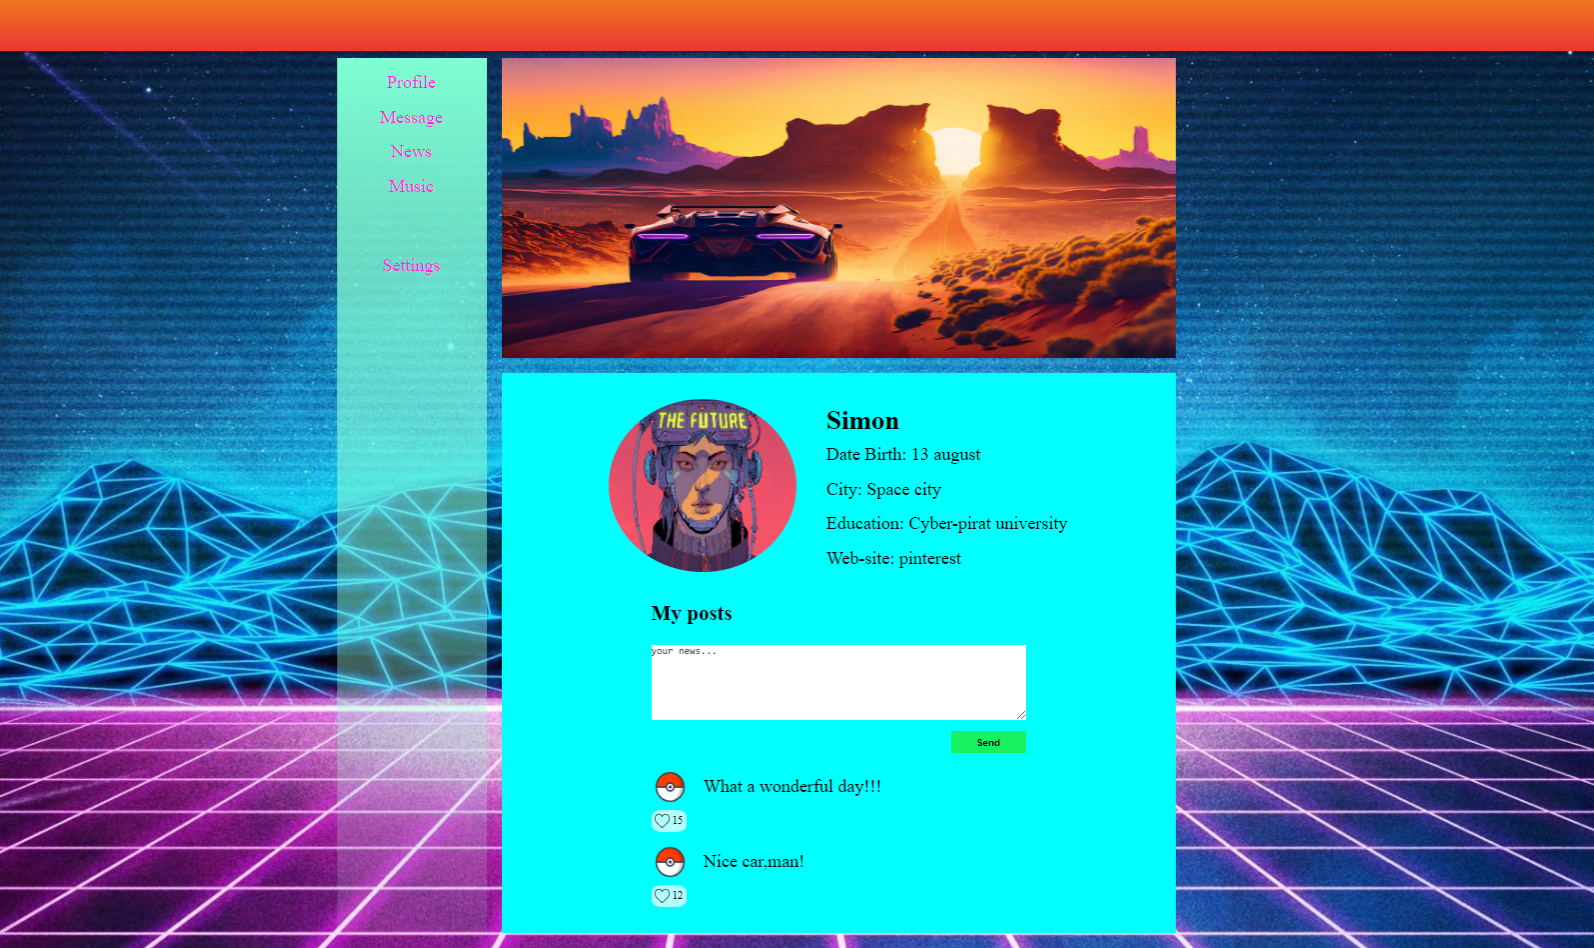 Profile
Message
News
Music
Settings
THE FUTURE
Simon
Date Birth: 13 august
City: Space city
Education: Cyber-pirat university
Web-site: pinterest
My posts
your news...
Send
What a wonderful day!!!
15
Nice car,man!
12